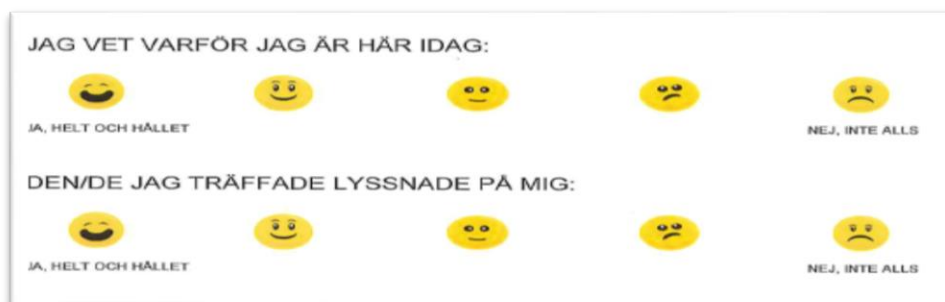 JAG VET VARFÖR JAG ÄR HÄR IDAG:
JA, HELT OCH HÅLLET
NEJ, INTE ALLS
DEN/DE JAG TRÄFFADE LYSSNADE PÅ MIG:
JA, HELT OCH HÅLLET
NEJ, INTE ALLS